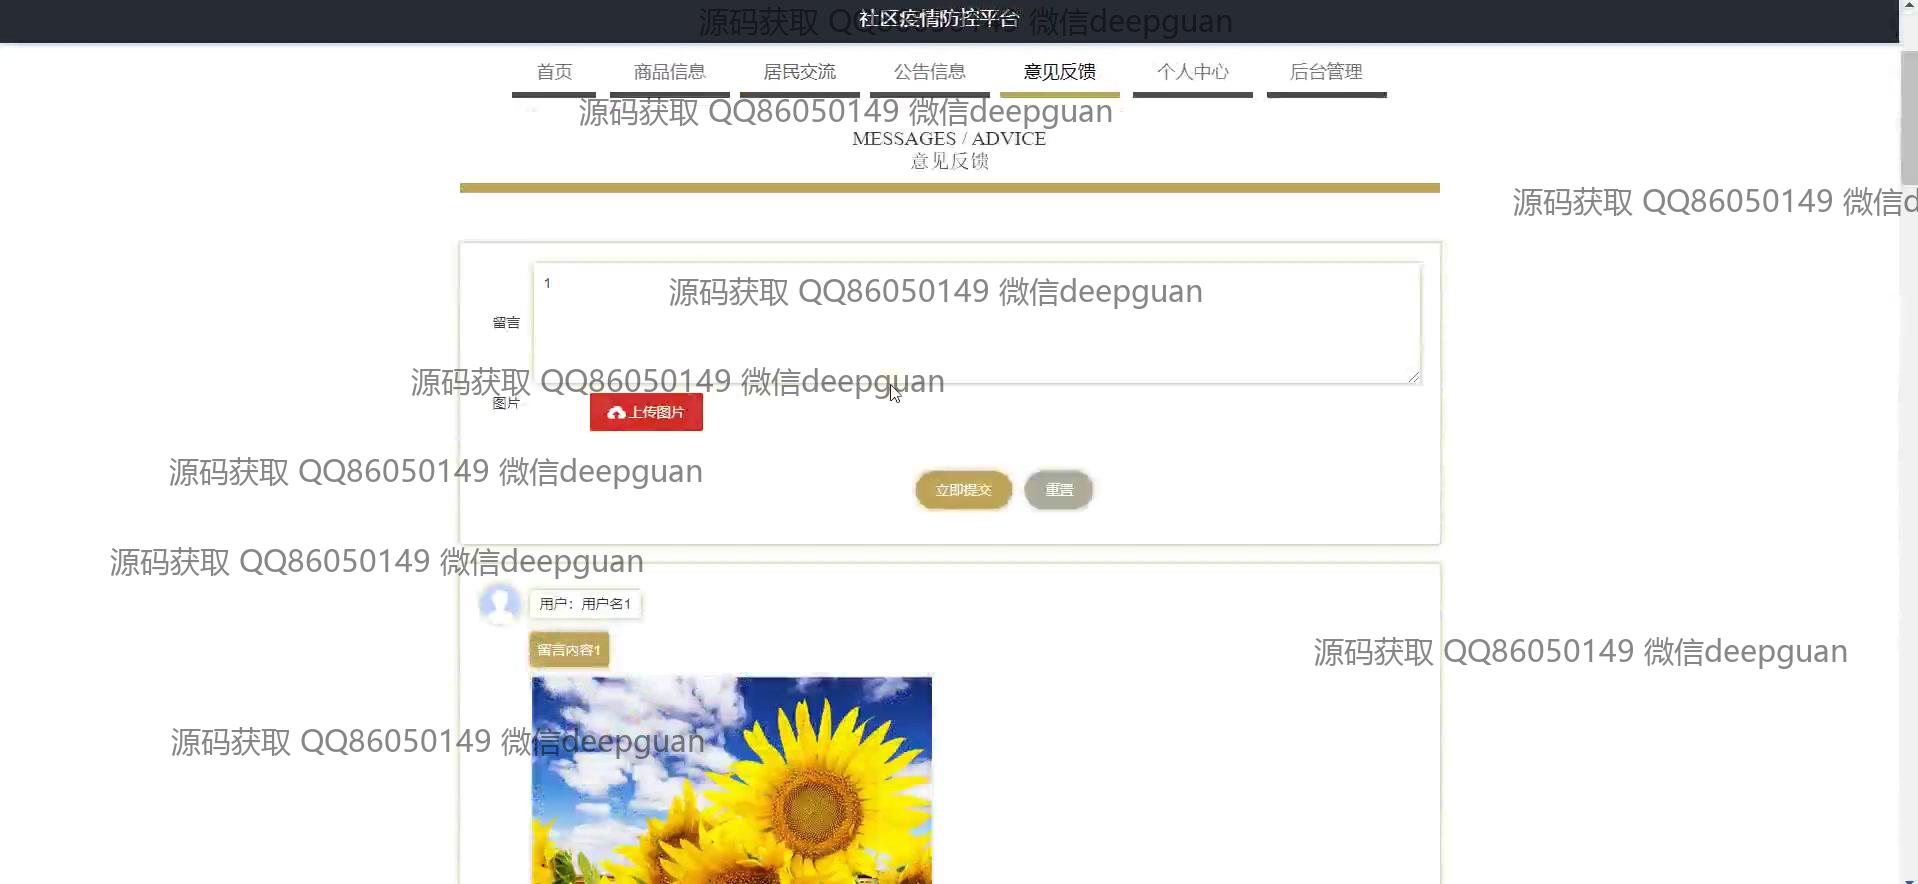 社区疫情防控平台
源码获取 QQ86050149 微信deepguan
首页 商品信息 居民交流 公告信息 意见反馈 个人中心 后台管理
源码获取 QQ86050149 微信deepguan
MESSAGES / ADVICE
意见反馈
源码获取 QQ86050149 微信d
1
源码获取 QQ86050149 微信deepguan
留言
源码获取 QQ86050149 微信deepguan
图片
上传图片
源码获取 QQ86050149 微信deepguan
立即提交 重置
源码获取 QQ86050149 微信deepguan
用户：用户名1
留言内容1
源码获取 QQ86050149 微信deepguan
源码获取 QQ86050149 微信deepguan